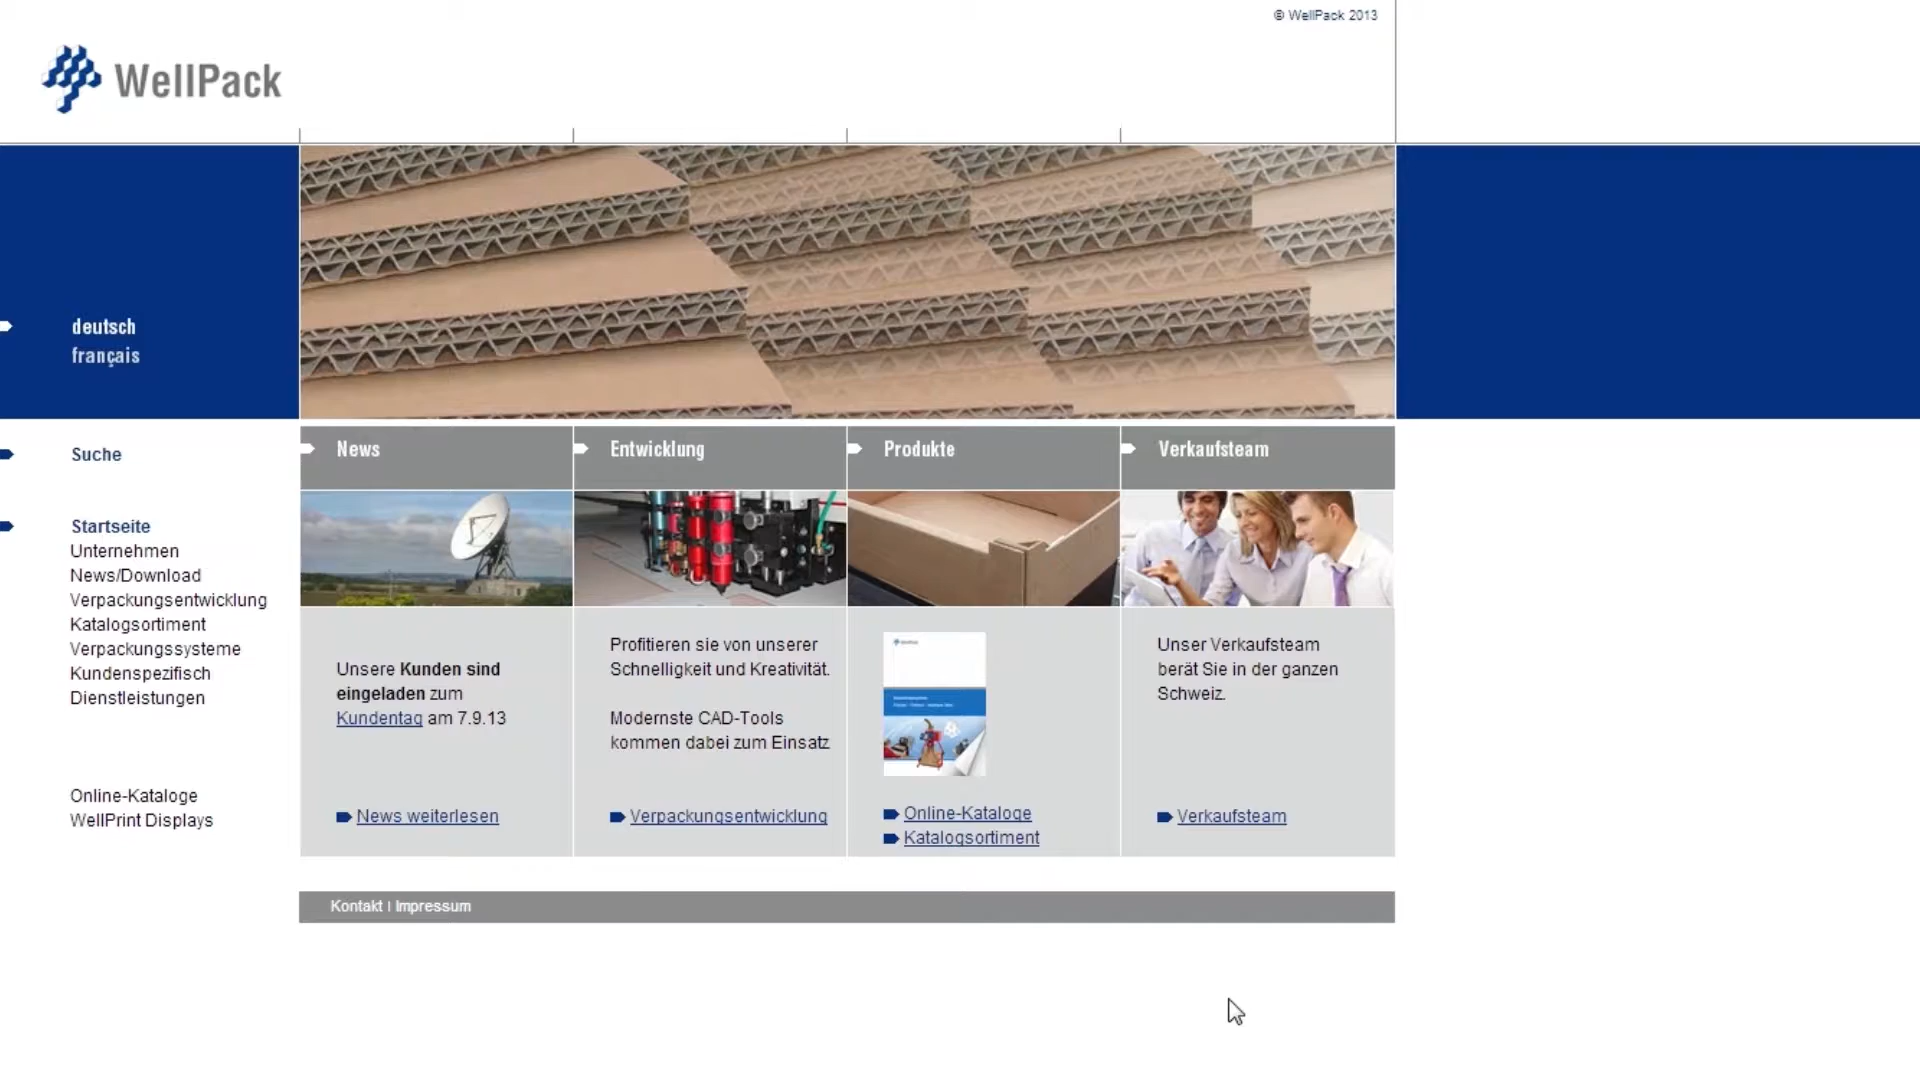 © WellPack 2013
WellPack
deutsch
français
Suche
Startseite
Unternehmen
News/Download
Verpackungsentwicklung
Katalogsortiment
Verpackungssysteme
Kundenspezifisch
Dienstleistungen
Online-Kataloge
WellPrint Displays
News
Unsere Kunden sind
eingeladen zum
Kundentag am 7.9.13
News weiterlesen
Entwicklung
Profitieren sie von unserer
Schnelligkeit und Kreativität.
Modernste CAD-Tools
kommen dabei zum Einsatz
Verpackungsentwicklung
Produkte
Online-Kataloge
Katalogsortiment
Verkaufsteam
Unser Verkaufsteam
berät Sie in der ganzen
Schweiz.
Verkaufsteam
Kontakt | Impressum